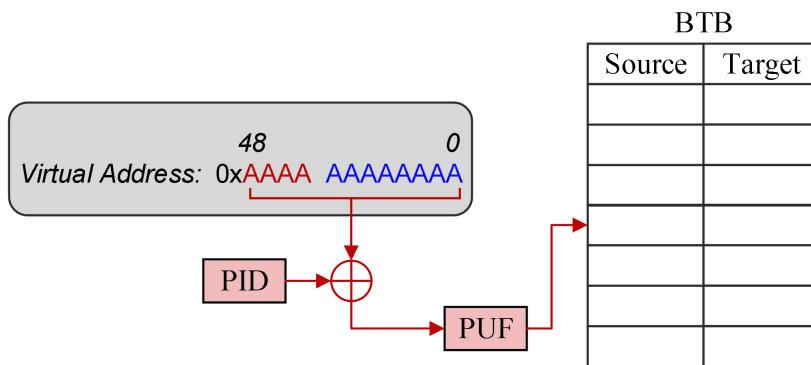 BTB
Source Target
48 0
Virtual Address: 0xAAAA AAAAAAAA
PID
PUF